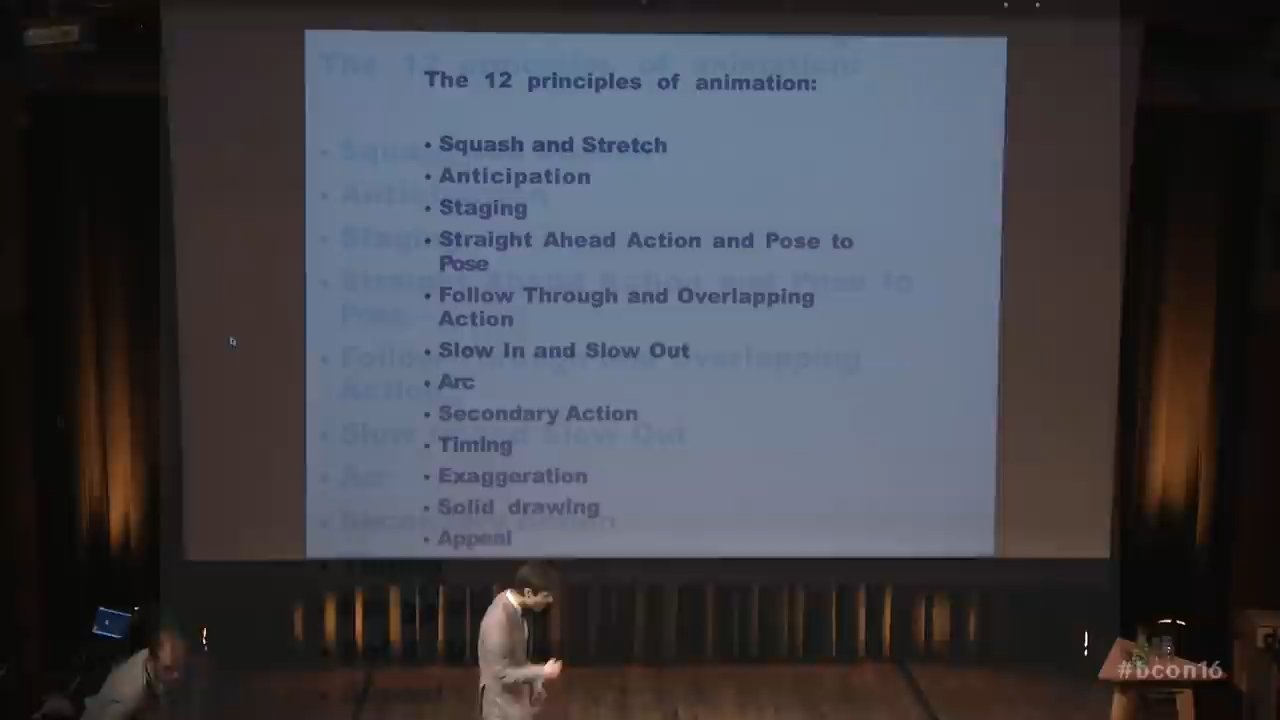 The 12 principles of animation:
• Squash and Stretch
• Anticipation
• Staging
• Straight Ahead Action and Pose to
Pose
• Follow Through and Overlapping
Action
• Slow In and Slow Out
• Arc
• Secondary Action
• Timing
• Exaggeration
• Solid drawing
• Appeal
#bcon16